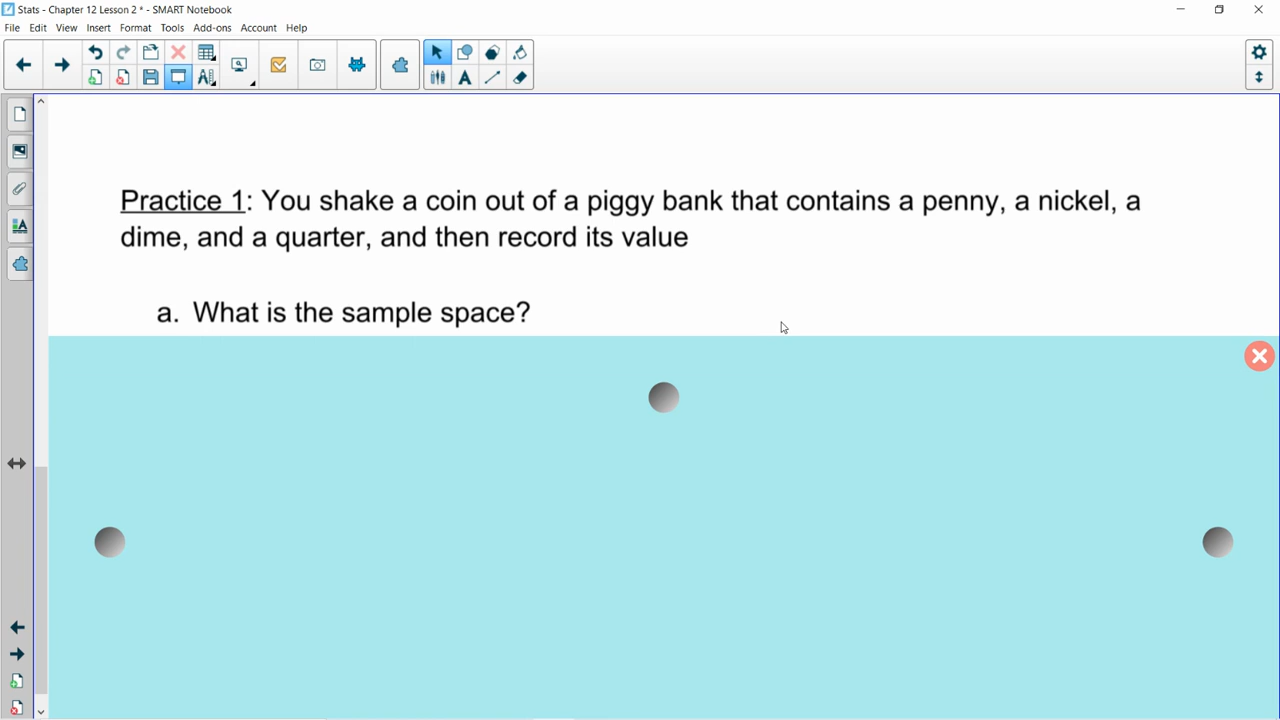 Stats - Chapter 12 Lesson 2 * - SMART Notebook
File Edit View Insert Format Tools Add-ons Account Help
Practice 1: You shake a coin out of a piggy bank that contains a penny, a nickel, a
dime, and a quarter, and then record its value
a. What is the sample space?